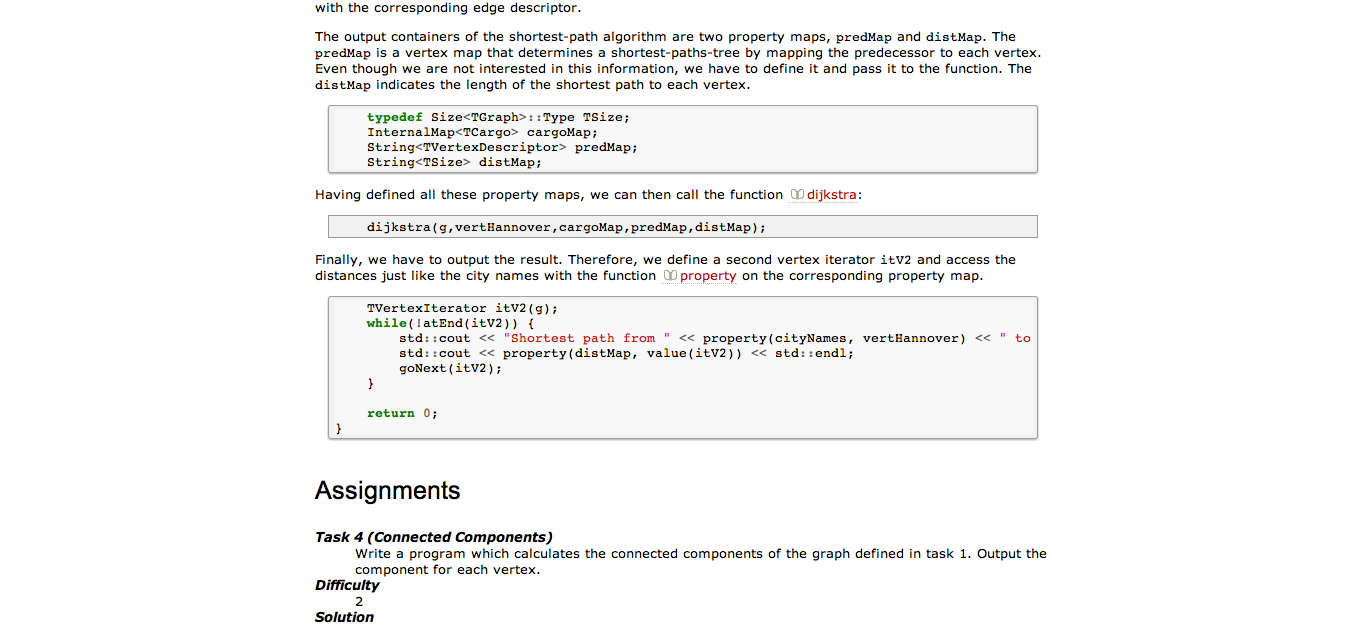 with the corresponding edge descriptor.
The output containers of the shortest-path algorithm are two property maps, predMap and distMap. The
predMap is a vertex map that determines a shortest-paths-tree by mapping the predecessor to each vertex.
Even though we are not interested in this information, we have to define it and pass it to the function. The
distMap indicates the length of the shortest path to each vertex.
typedef Size<TGraph>::Type TSize;
InternalMap<TCargo> cargoMap;
String<TVertexDescriptor> predMap;
String<TSize> distMap;
Having defined all these property maps, we can then call the function dijkstra:
dijkstra(g,vertHannover,cargoMap,predMap,distMap);
Finally, we have to output the result. Therefore, we define a second vertex iterator itV2 and access the
distances just like the city names with the function property on the corresponding property map.
TVertexIterator itV2(g);
while(!atEnd(itV2)) {
std::cout << "Shortest path from " << property(cityNames, vertHannover) << " to
std::cout << property(distMap, value(itV2)) << std::endl;
goNext(itV2);
}
return 0;
}
Assignments
Task 4 (Connected Components)
Write a program which calculates the connected components of the graph defined in task 1. Output the
component for each vertex.
Difficulty
2
Solution